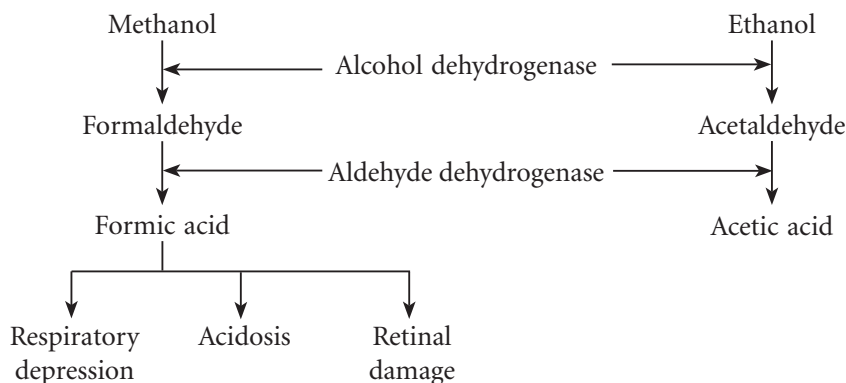 Methanol
Ethanol
Alcohol dehydrogenase
Formaldehyde
Acetaldehyde
Aldehyde dehydrogenase
Formic acid
Acetic acid
Respiratory
depression
Acidosis
Retinal
damage